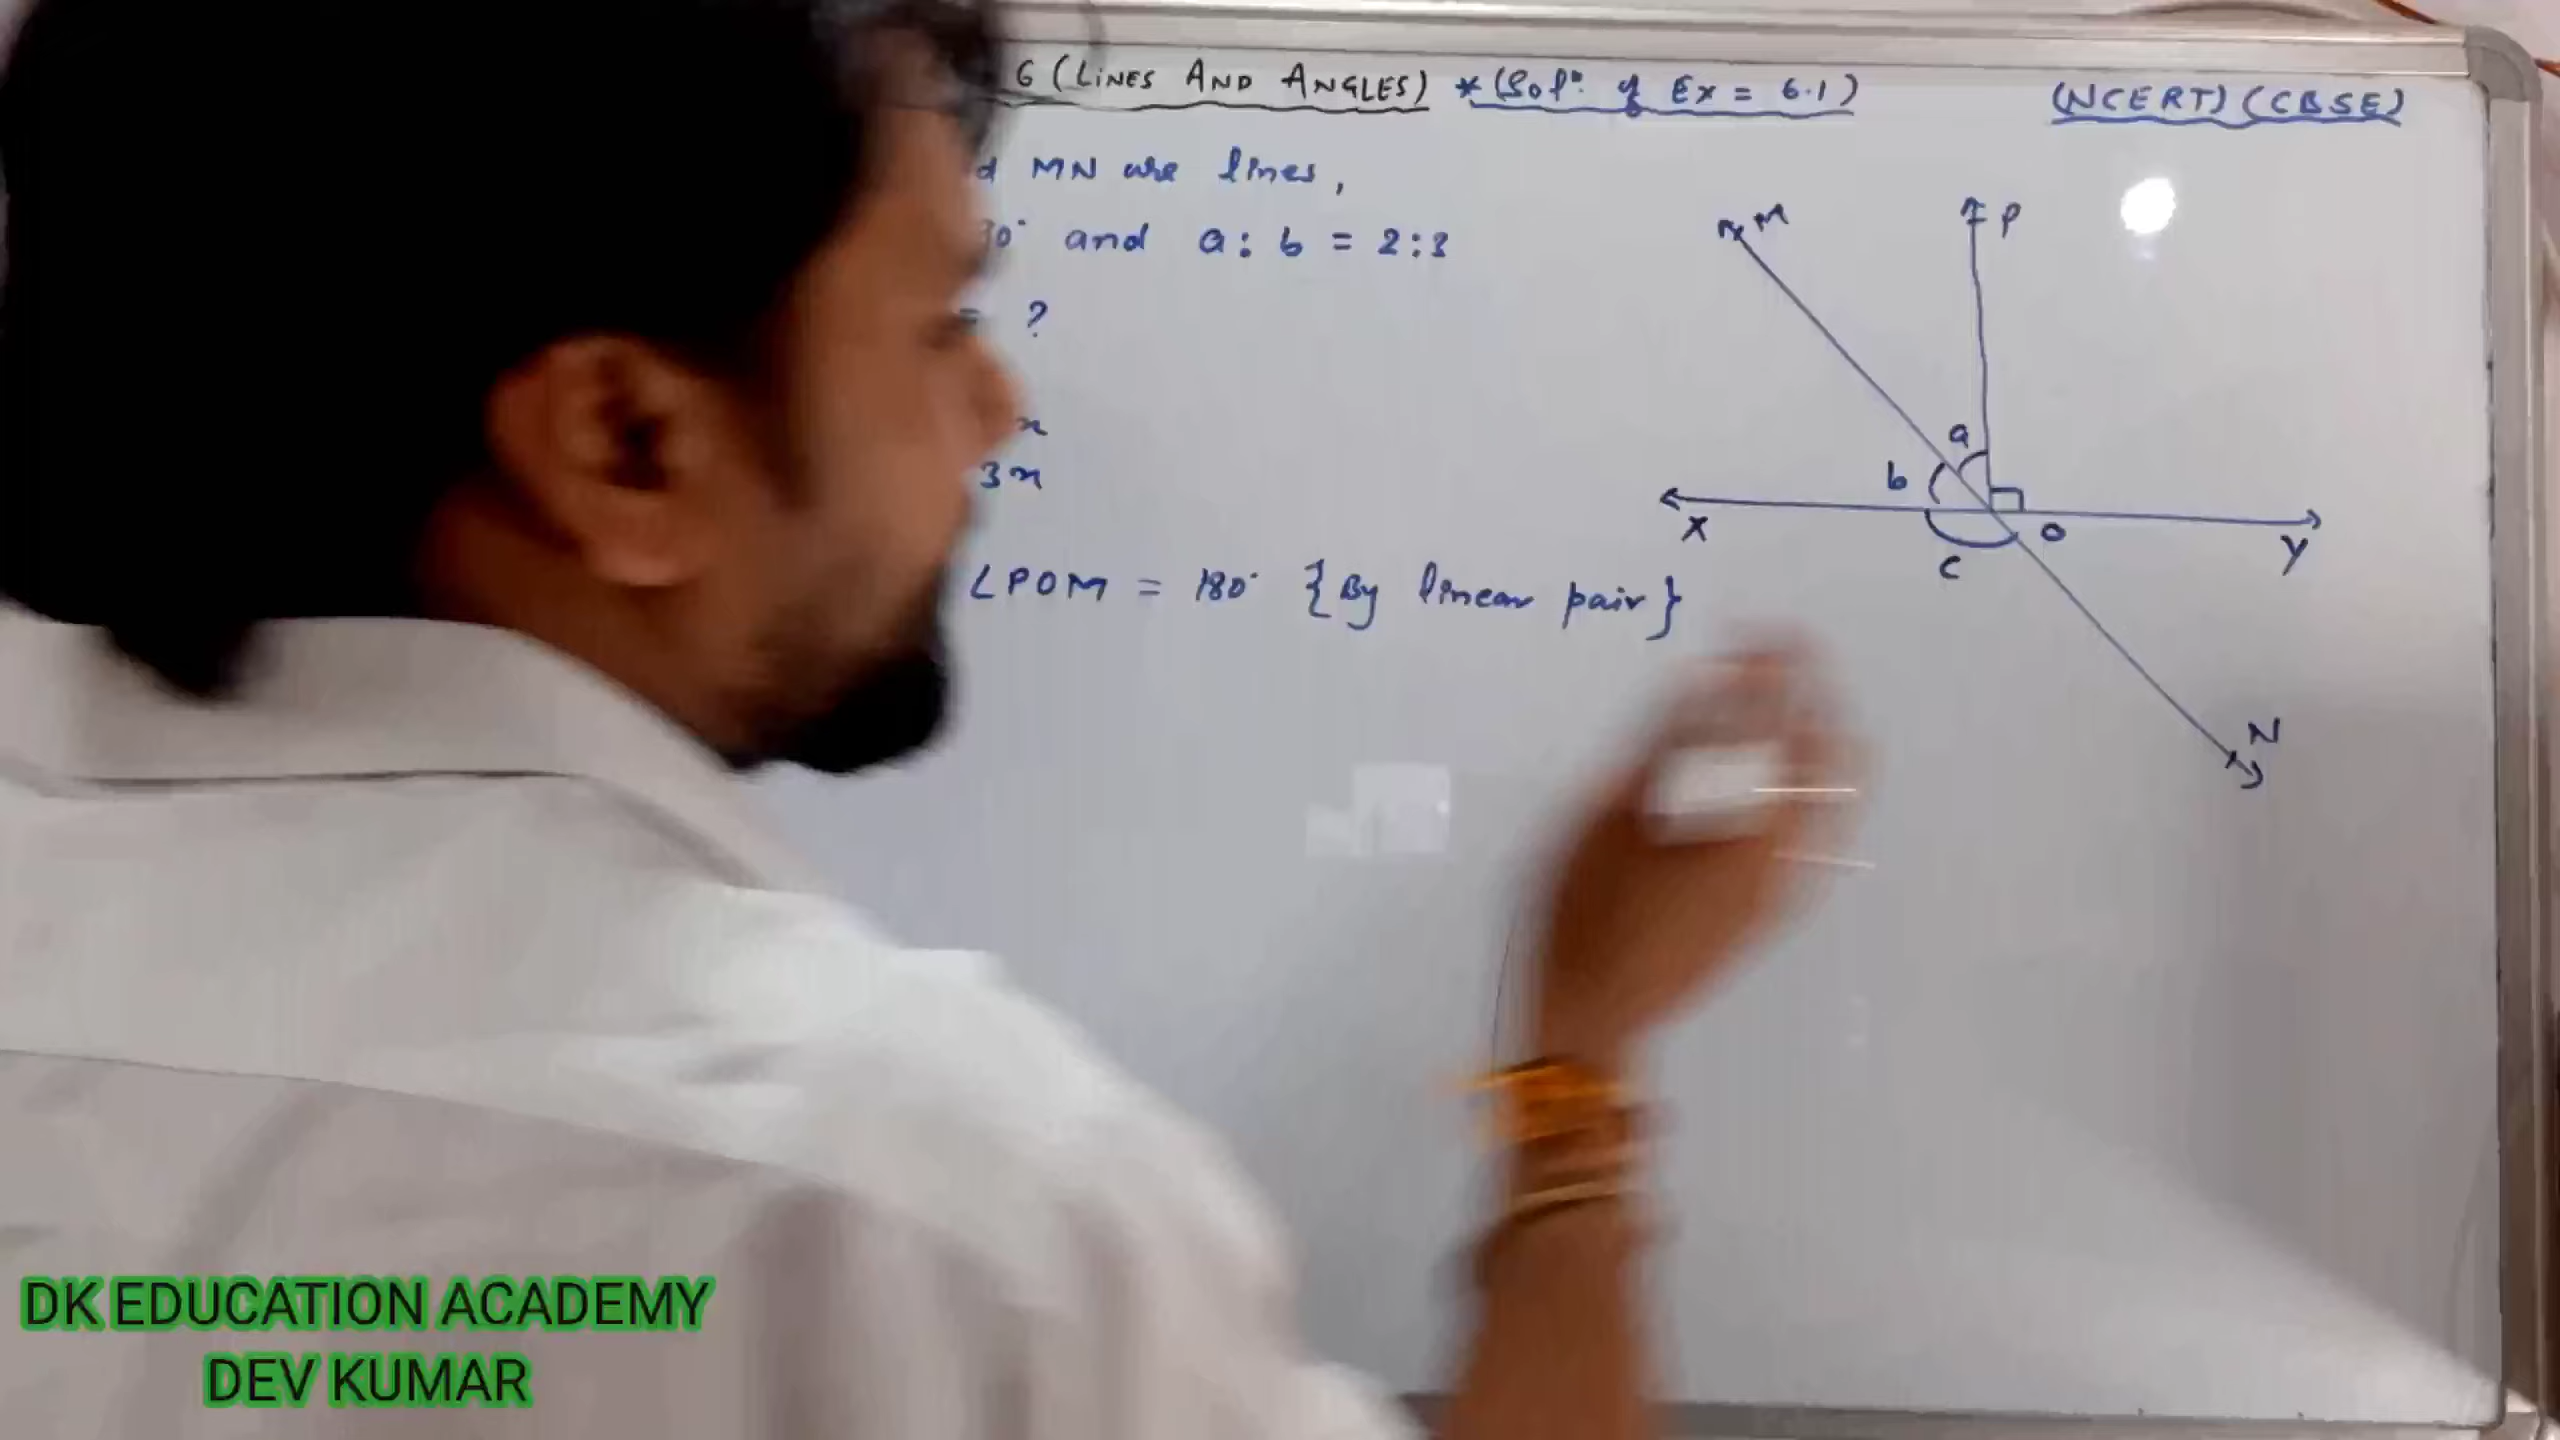 6 (LINES AND ANGLES) * (Solⁿ of Ex = 6.1) (NCERT) (CBSE)
MN are lines,
and a : b = 2 : 3
= ?
x
3x
∠POM = 180° {By linear pair}
M
P
a
b
X
O
Y
c
N
DK EDUCATION ACADEMY
DEV KUMAR